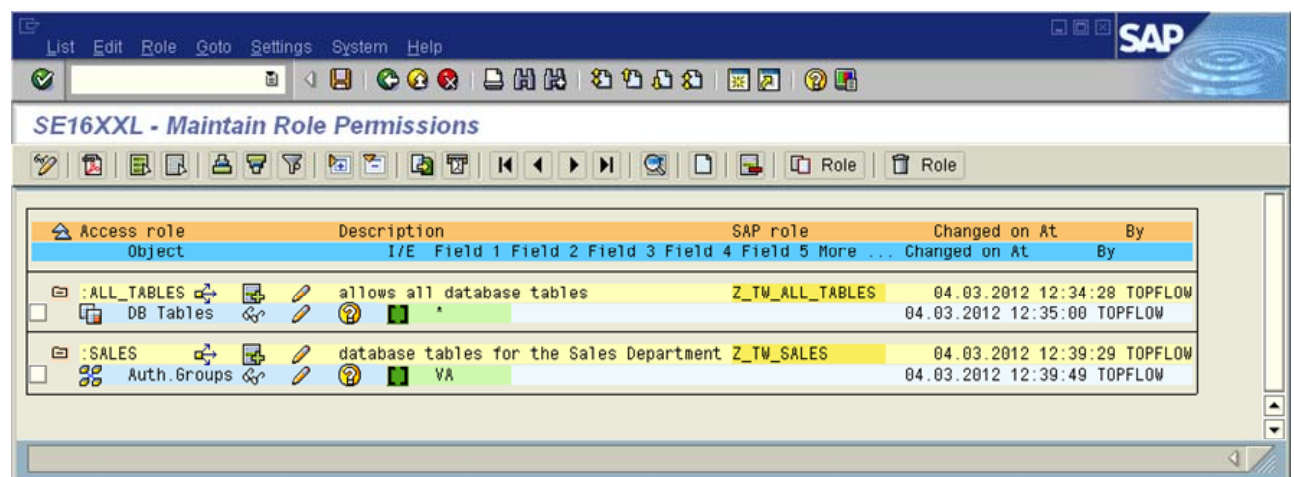 List Edit Role Goto Settings System Help
SAP
SE16XXL - Maintain Role Permissions
Role Role
Access role Description SAP role Changed on At By
Object I/E Field 1 Field 2 Field 3 Field 4 Field 5 More ... Changed on At By
:ALL_TABLES allows all database tables Z_TW_ALL_TABLES 04.03.2012 12:34:28 TOPFLOW
DB Tables * 04.03.2012 12:35:00 TOPFLOW
:SALES database tables for the Sales Department Z_TW_SALES 04.03.2012 12:39:29 TOPFLOW
Auth.Groups VA 04.03.2012 12:39:49 TOPFLOW